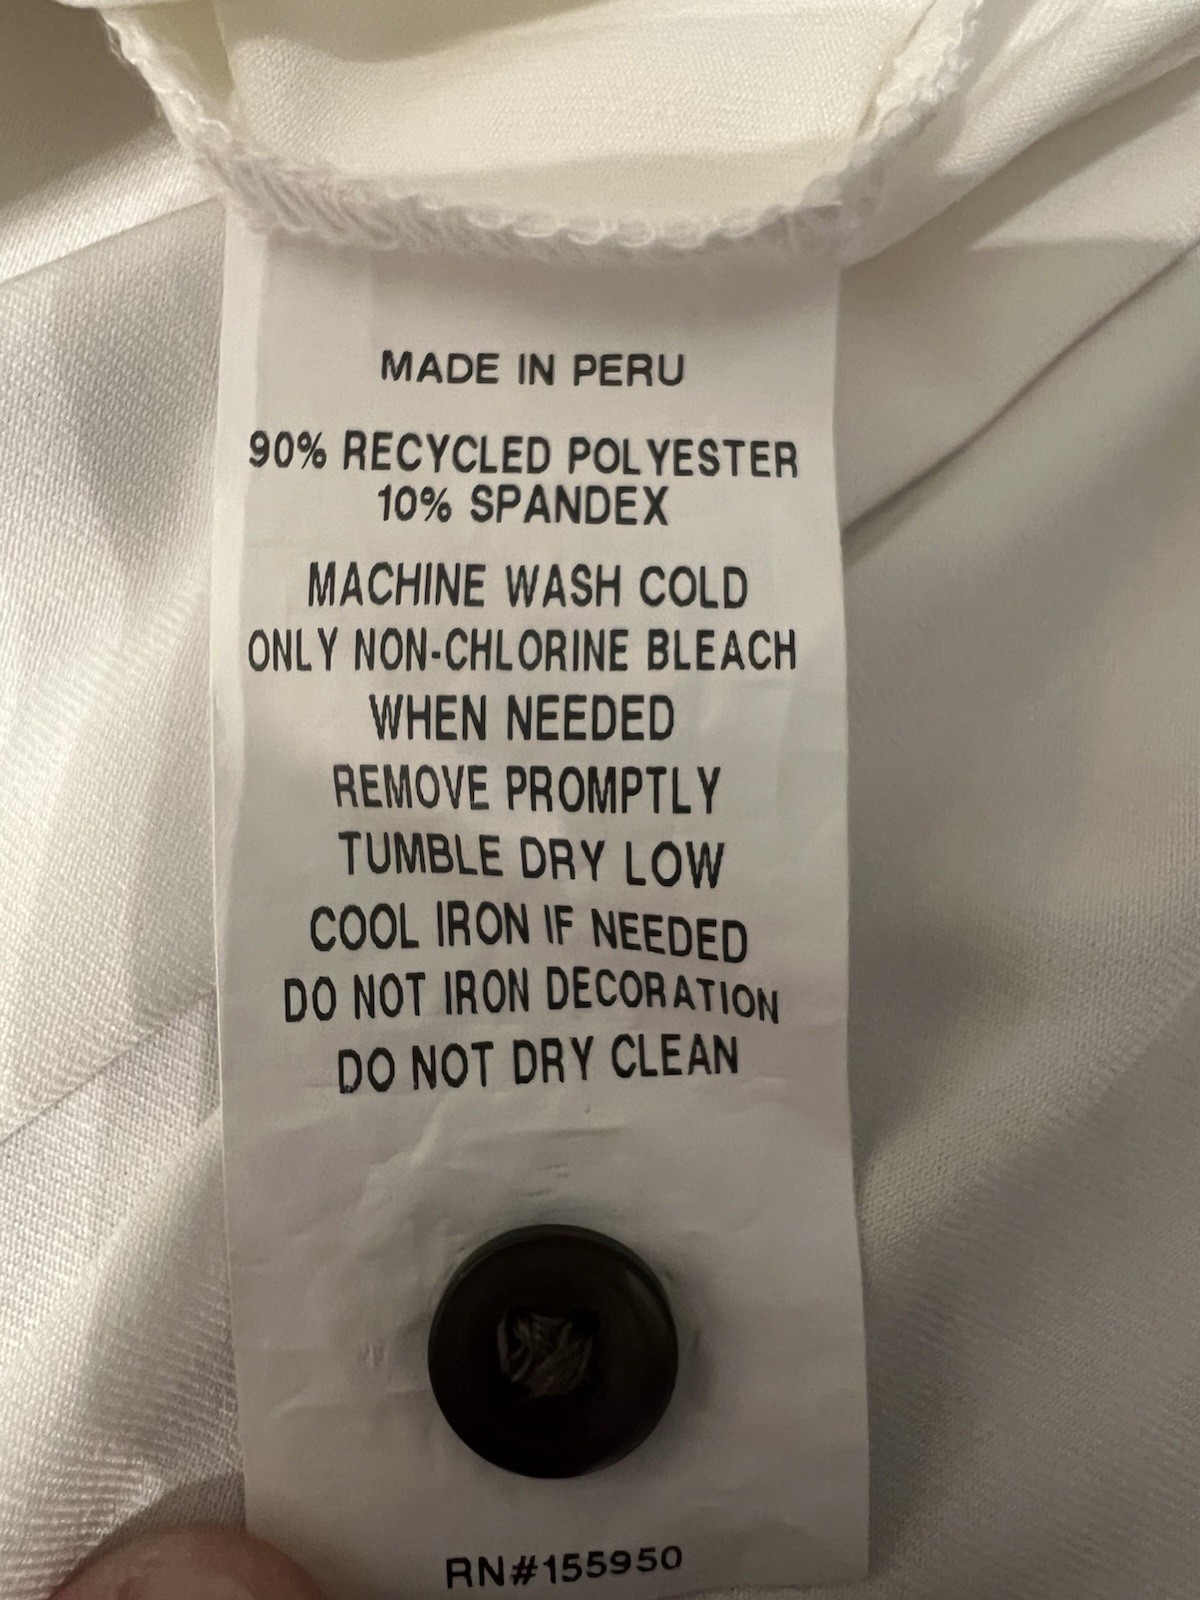 MADE IN PERU
90% RECYCLED POLYESTER
10% SPANDEX
MACHINE WASH COLD
ONLY NON-CHLORINE BLEACH
WHEN NEEDED
REMOVE PROMPTLY
TUMBLE DRY LOW
COOL IRON IF NEEDED
DO NOT IRON DECORATION
DO NOT DRY CLEAN
RN#155950